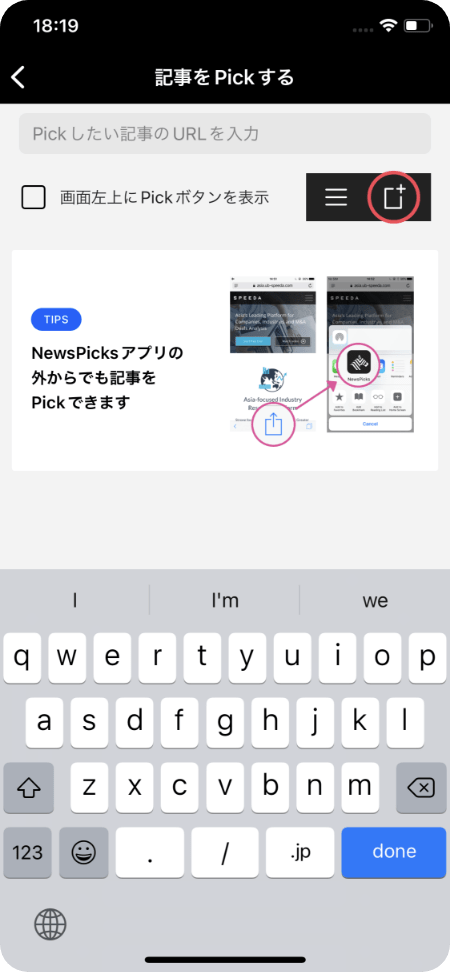 18:19
記事をPickする
Pickしたい記事のURLを入力
画面左上にPickボタンを表示
TIPS
NewsPicksアプリの
外からでも記事を
Pickできます
SPEEDA
Asia's Leading Platform for
Companies, Industries and M&A
Deals Analysis
Asia-focused Industry
SPEEDA
NewsPicks
Cancel
I
I'm
we
q w e r t y u i o p
a s d f g h j k l
z x c v b n m
123
.
/
.jp
done